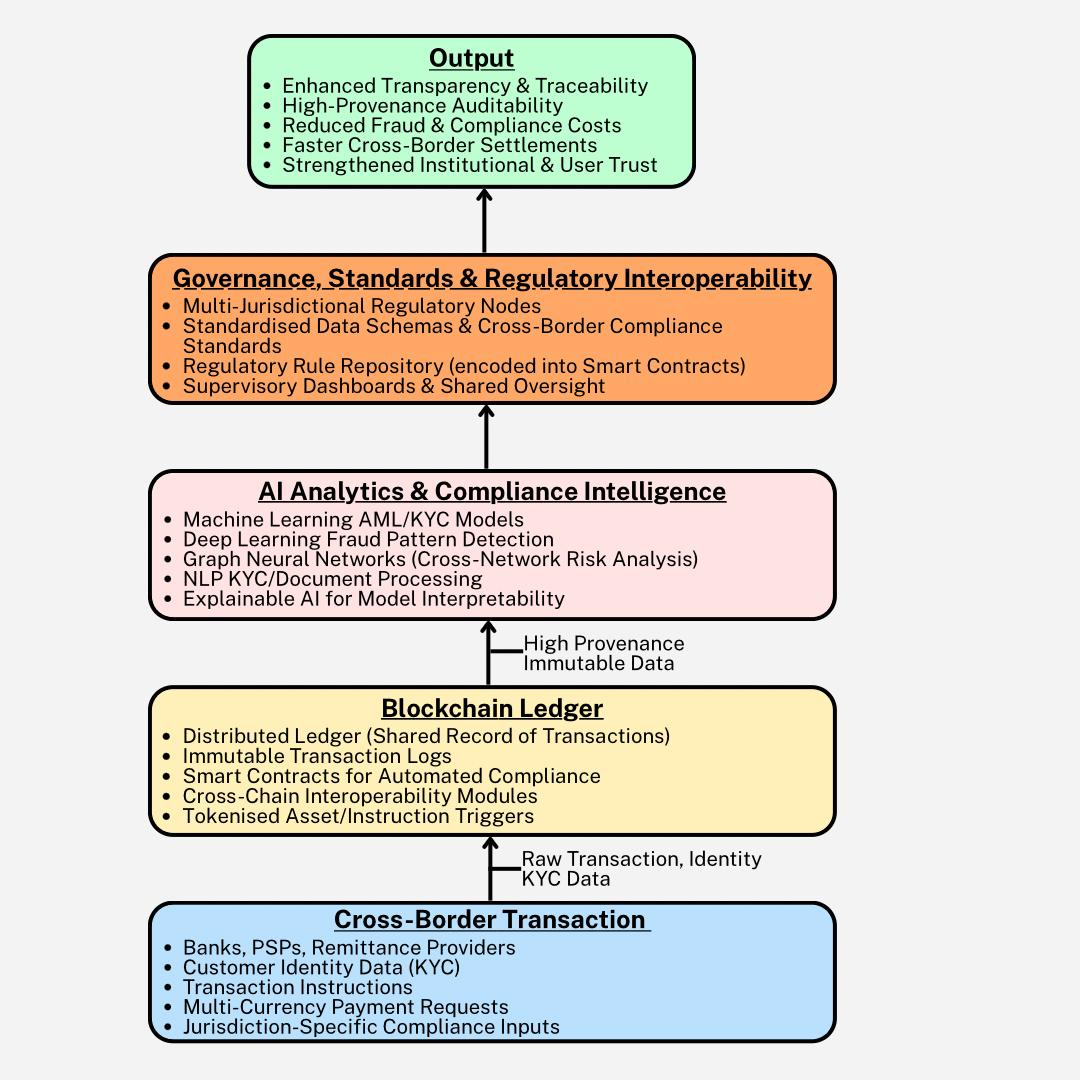 Output
• Enhanced Transparency & Traceability
• High-Provenance Auditability
• Reduced Fraud & Compliance Costs
• Faster Cross-Border Settlements
• Strengthened Institutional & User Trust
Governance, Standards & Regulatory Interoperability
• Multi-Jurisdictional Regulatory Nodes
• Standardised Data Schemas & Cross-Border Compliance
Standards
• Regulatory Rule Repository (encoded into Smart Contracts)
• Supervisory Dashboards & Shared Oversight
AI Analytics & Compliance Intelligence
• Machine Learning AML/KYC Models
• Deep Learning Fraud Pattern Detection
• Graph Neural Networks (Cross-Network Risk Analysis)
• NLP KYC/Document Processing
• Explainable AI for Model Interpretability
High Provenance
Immutable Data
Blockchain Ledger
• Distributed Ledger (Shared Record of Transactions)
• Immutable Transaction Logs
• Smart Contracts for Automated Compliance
• Cross-Chain Interoperability Modules
• Tokenised Asset/Instruction Triggers
Raw Transaction, Identity
KYC Data
Cross-Border Transaction
• Banks, PSPs, Remittance Providers
• Customer Identity Data (KYC)
• Transaction Instructions
• Multi-Currency Payment Requests
• Jurisdiction-Specific Compliance Inputs